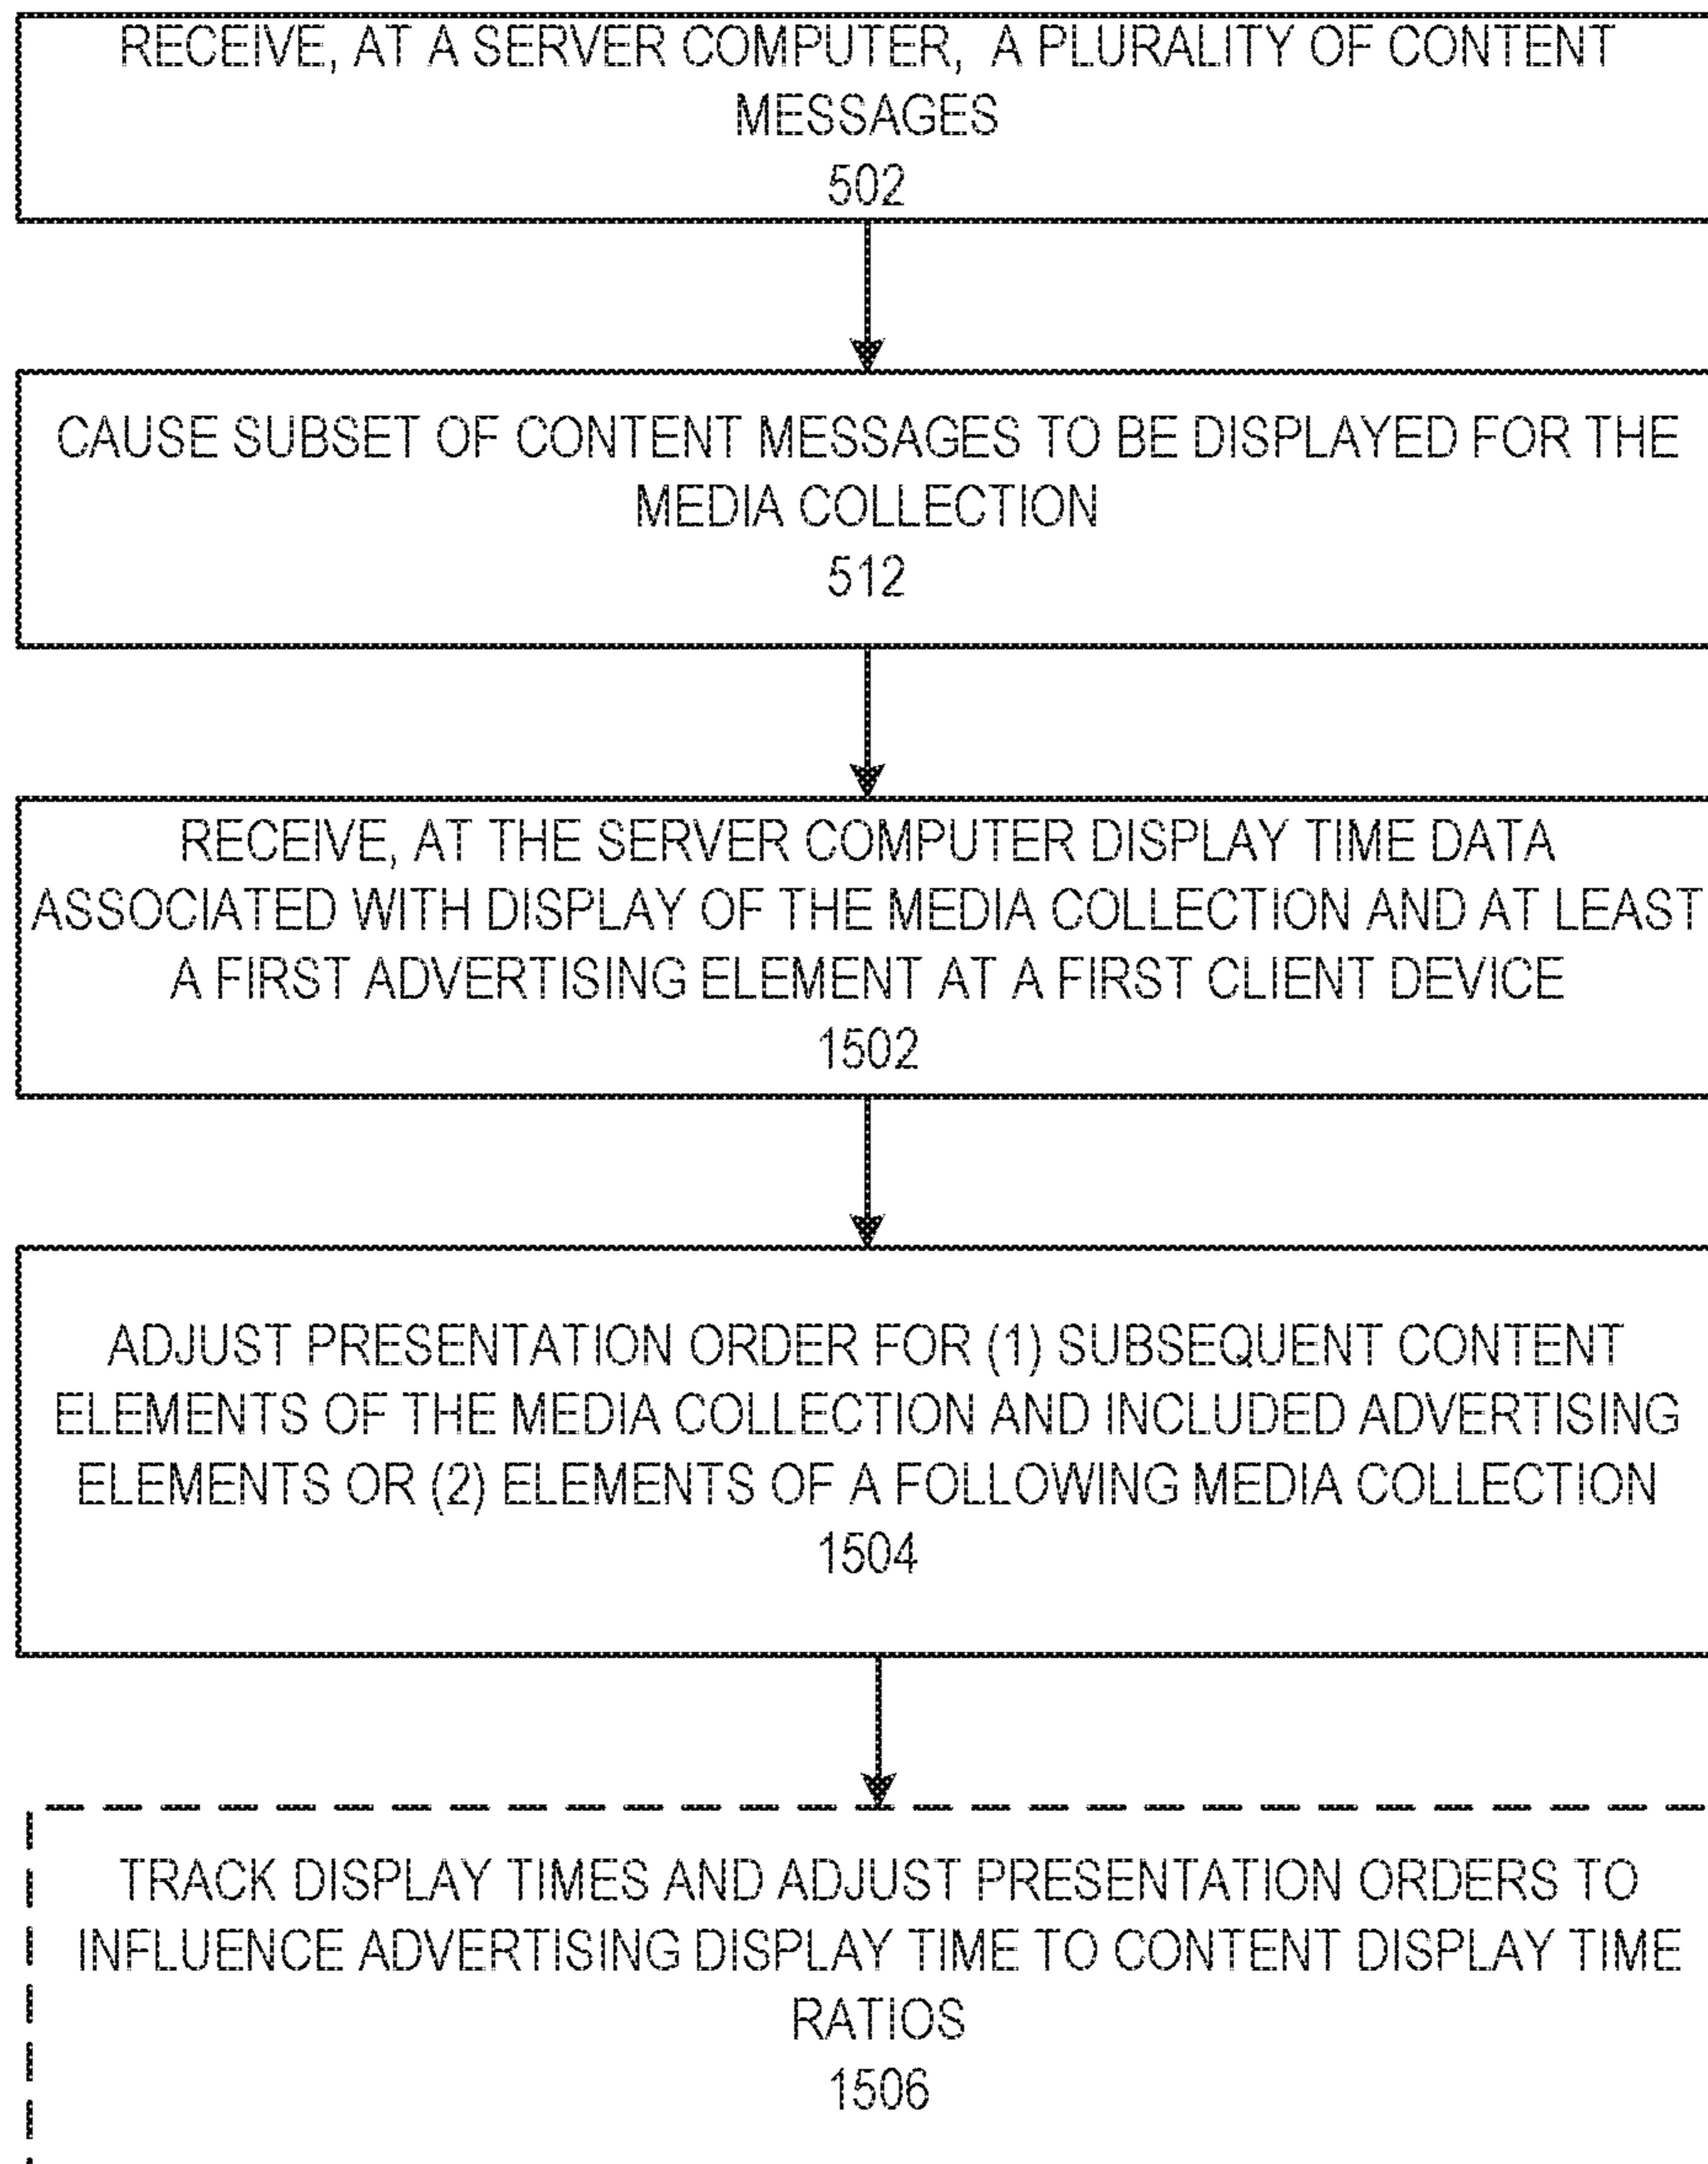 RECEIVE, AT A SERVER COMPUTER, A PLURALITY OF CONTENT
MESSAGES
502
CAUSE SUBSET OF CONTENT MESSAGES TO BE DISPLAYED FOR THE
MEDIA COLLECTION
512
RECEIVE, AT THE SERVER COMPUTER DISPLAY TIME DATA
ASSOCIATED WITH DISPLAY OF THE MEDIA COLLECTION AND AT LEAST
A FIRST ADVERTISING ELEMENT AT A FIRST CLIENT DEVICE
1502
ADJUST PRESENTATION ORDER FOR (1) SUBSEQUENT CONTENT
ELEMENTS OF THE MEDIA COLLECTION AND INCLUDED ADVERTISING
ELEMENTS OR (2) ELEMENTS OF A FOLLOWING MEDIA COLLECTION
1504
TRACK DISPLAY TIMES AND ADJUST PRESENTATION ORDERS TO
INFLUENCE ADVERTISING DISPLAY TIME TO CONTENT DISPLAY TIME
RATIOS
1506